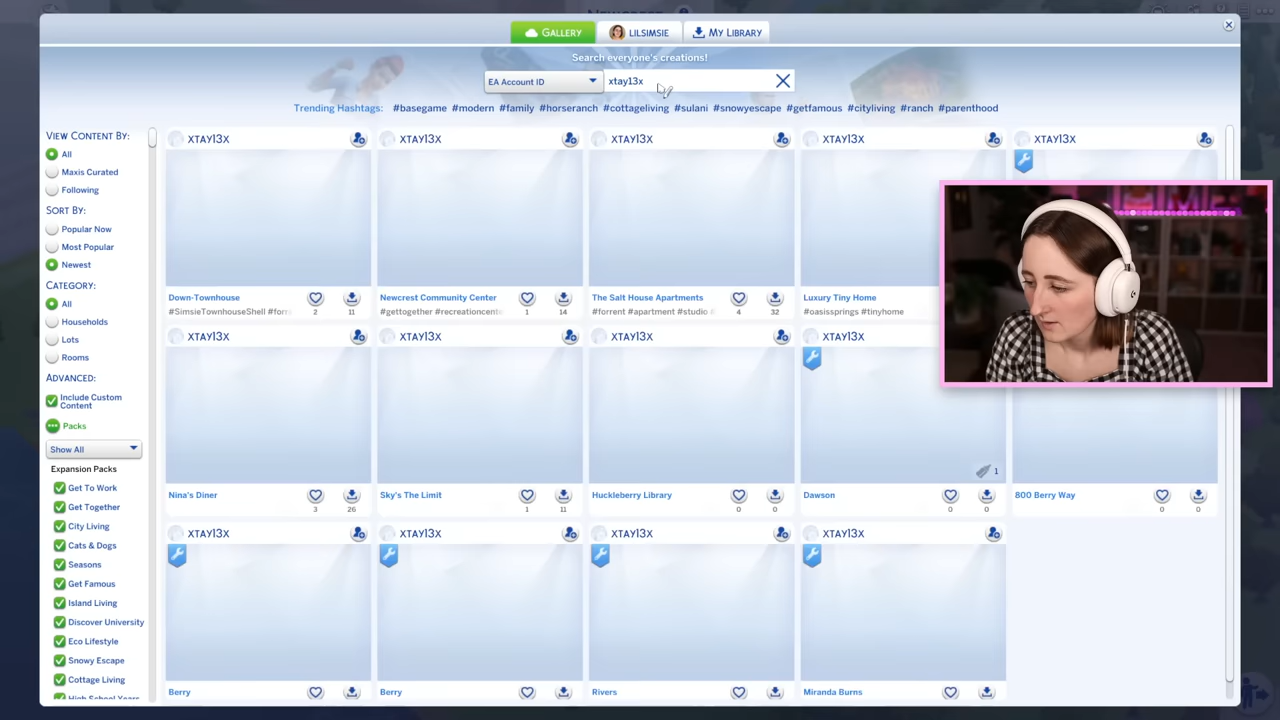 GALLERY
LILSIMSIE
MY LIBRARY
Search everyone's creations!
EA Account ID
xtay13x
Trending Hashtags: #basegame #modern #family #horseranch #cottageliving #sulani #snowyescape #getfamous #cityliving #ranch #parenthood
VIEW CONTENT BY:
All
Maxis Curated
Following
SORT BY:
Popular Now
Most Popular
Newest
CATEGORY:
All
Households
Lots
Rooms
ADVANCED:
Include Custom
Content
Packs
Show All
Expansion Packs
Get To Work
Get Together
City Living
Cats & Dogs
Seasons
Get Famous
Island Living
Discover University
Eco Lifestyle
Snowy Escape
Cottage Living
High School Years
XTAY13X XTAY13X XTAY13X XTAY13X XTAY13X
Down-Townhouse
2 11
#SimsieTownhouseShell #forr
Newcrest Community Center
1 14
#gettogether #recreationcent
The Salt House Apartments
4 32
#forrent #apartment #studio #
Luxury Tiny Home
#oasissprings #tinyhome
XTAY13X XTAY13X XTAY13X XTAY13X
1
Nina's Diner
3 26
Sky's The Limit
1 11
Huckleberry Library
0 0
Dawson
0 0
800 Berry Way
0 0
XTAY13X XTAY13X XTAY13X XTAY13X
Berry
Berry
Rivers
Miranda Burns